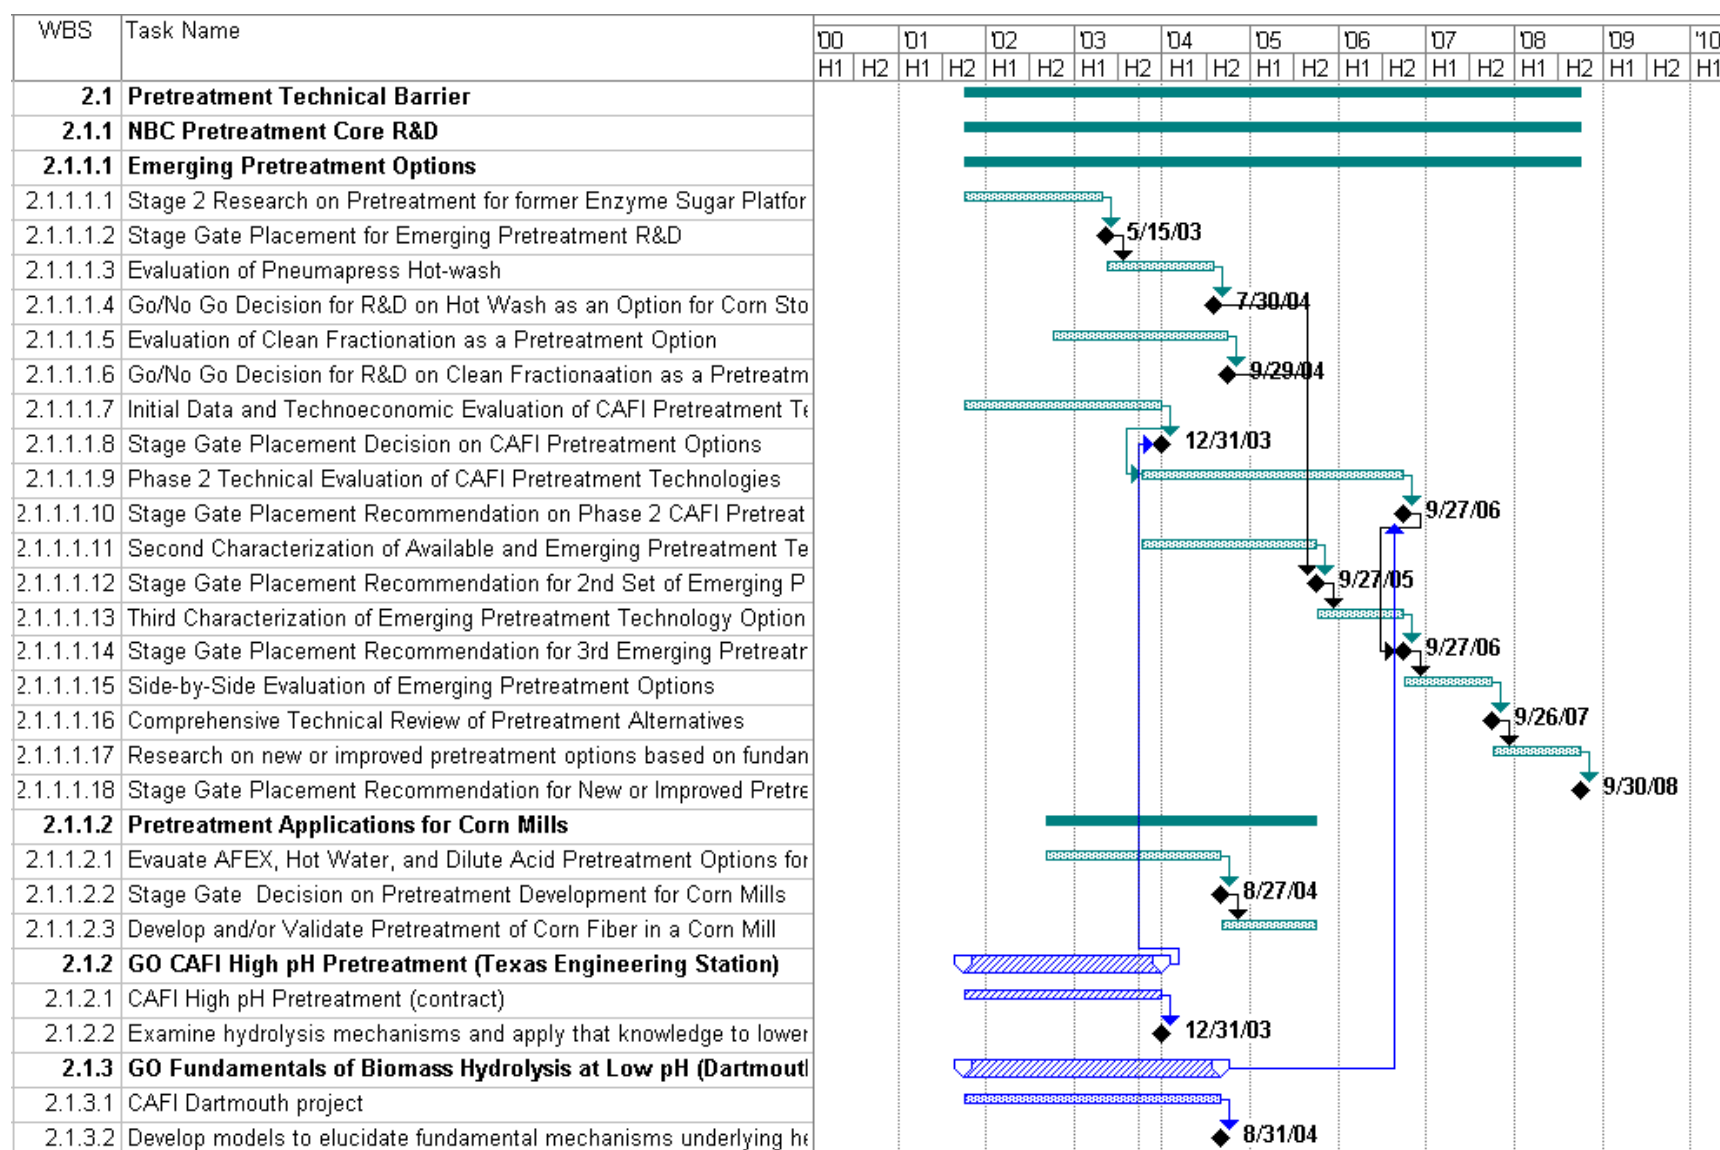 WBS Task Name
'00 '01 '02 '03 '04 '05 '06 '07 '08 '09 '10
H1 H2 H1 H2 H1 H2 H1 H2 H1 H2 H1 H2 H1 H2 H1 H2 H1 H2 H1 H2 H1
2.1 Pretreatment Technical Barrier
2.1.1 NBC Pretreatment Core R&D
2.1.1.1 Emerging Pretreatment Options
2.1.1.1.1 Stage 2 Research on Pretreatment for former Enzyme Sugar Platfor
2.1.1.1.2 Stage Gate Placement for Emerging Pretreatment R&D 5/15/03
2.1.1.1.3 Evaluation of Pneumapress Hot-wash
2.1.1.1.4 Go/No Go Decision for R&D on Hot Wash as an Option for Corn Sto 7/30/04
2.1.1.1.5 Evaluation of Clean Fractionation as a Pretreatment Option
2.1.1.1.6 Go/No Go Decision for R&D on Clean Fractionaation as a Pretreatm 9/29/04
2.1.1.1.7 Initial Data and Technoeconomic Evaluation of CAFI Pretreatment Te
2.1.1.1.8 Stage Gate Placement Decision on CAFI Pretreatment Options 12/31/03
2.1.1.1.9 Phase 2 Technical Evaluation of CAFI Pretreatment Technologies
2.1.1.1.10 Stage Gate Placement Recommendation on Phase 2 CAFI Pretreat 9/27/06
2.1.1.1.11 Second Characterization of Available and Emerging Pretreatment Te
2.1.1.1.12 Stage Gate Placement Recommendation for 2nd Set of Emerging P 9/27/05
2.1.1.1.13 Third Characterization of Emerging Pretreatment Technology Option
2.1.1.1.14 Stage Gate Placement Recommendation for 3rd Emerging Pretreatr 9/27/06
2.1.1.1.15 Side-by-Side Evaluation of Emerging Pretreatment Options
2.1.1.1.16 Comprehensive Technical Review of Pretreatment Alternatives 9/26/07
2.1.1.1.17 Research on new or improved pretreatment options based on fundan
2.1.1.1.18 Stage Gate Placement Recommendation for New or Improved Pretre 9/30/08
2.1.1.2 Pretreatment Applications for Corn Mills
2.1.1.2.1 Evauate AFEX, Hot Water, and Dilute Acid Pretreatment Options for
2.1.1.2.2 Stage Gate Decision on Pretreatment Development for Corn Mills 8/27/04
2.1.1.2.3 Develop and/or Validate Pretreatment of Corn Fiber in a Corn Mill
2.1.2 GO CAFI High pH Pretreatment (Texas Engineering Station)
2.1.2.1 CAFI High pH Pretreatment (contract)
2.1.2.2 Examine hydrolysis mechanisms and apply that knowledge to lower 12/31/03
2.1.3 GO Fundamentals of Biomass Hydrolysis at Low pH (Dartmoutl
2.1.3.1 CAFI Dartmouth project
2.1.3.2 Develop models to elucidate fundamental mechanisms underlying he 8/31/04